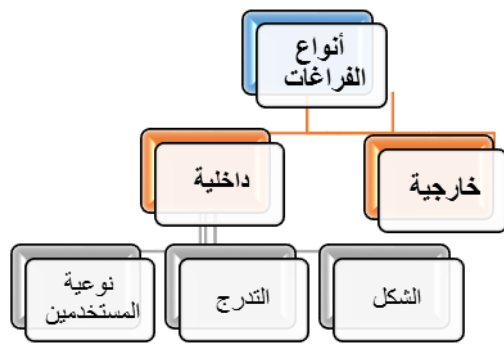 أنواع
الفراغات
خارجية
داخلية
الشكل
التدرج
نوعية
المستخدمين